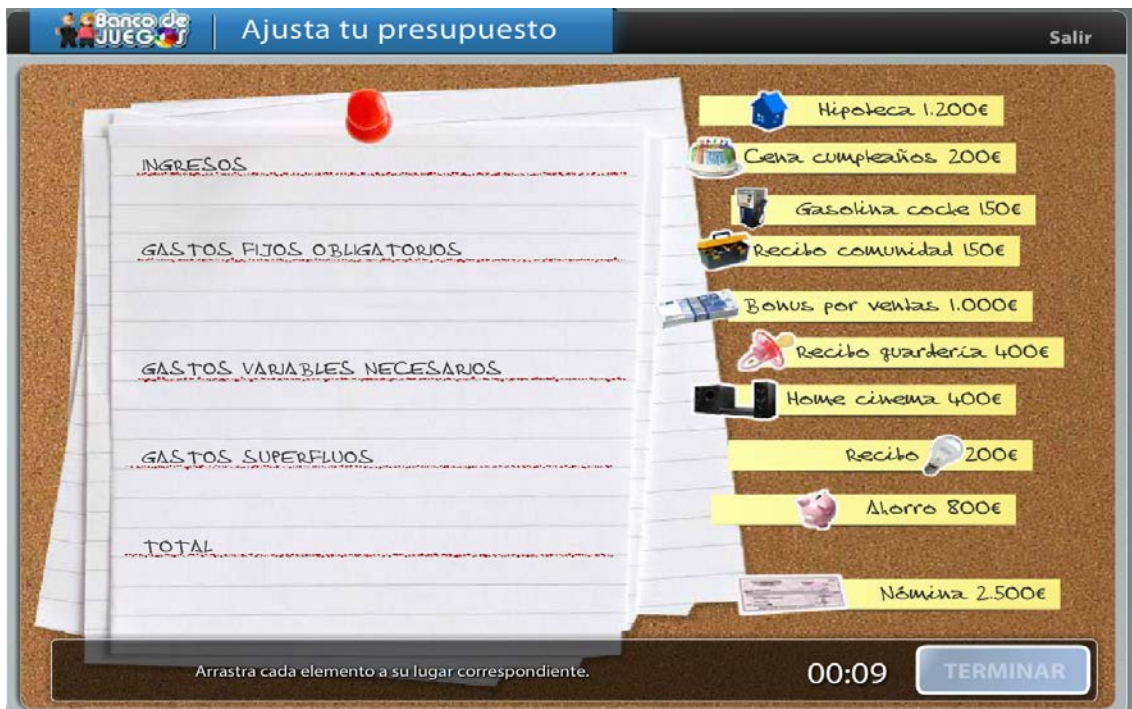 Banco de
JUEGOS
Ajusta tu presupuesto
Salir
INGRESOS
GASTOS FIJOS OBLIGATORIOS
GASTOS VARIABLES NECESARIOS
GASTOS SUPERFLUOS
TOTAL
Hipoteca 1.200€
Cena cumpleaños 200€
Gasolina coche 150€
Recibo comunidad 150€
Bonus por ventas 1.000€
Recibo guardería 400€
Home cinema 400€
Recibo 200€
Ahorro 800€
Nómina 2.500€
Arrastra cada elemento a su lugar correspondiente.
00:09
TERMINAR